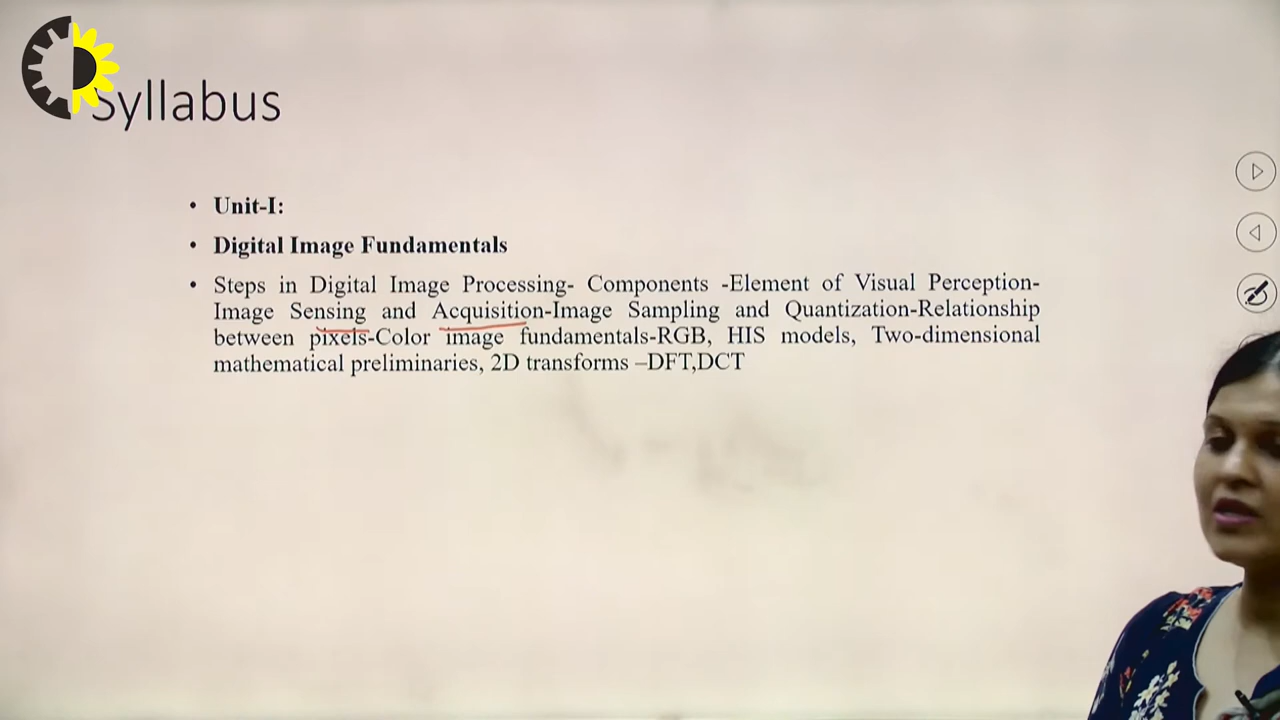 Syllabus
• Unit-I:
• Digital Image Fundamentals
• Steps in Digital Image Processing- Components -Element of Visual Perception-
Image Sensing and Acquisition-Image Sampling and Quantization-Relationship
between pixels-Color image fundamentals-RGB, HIS models, Two-dimensional
mathematical preliminaries, 2D transforms –DFT,DCT